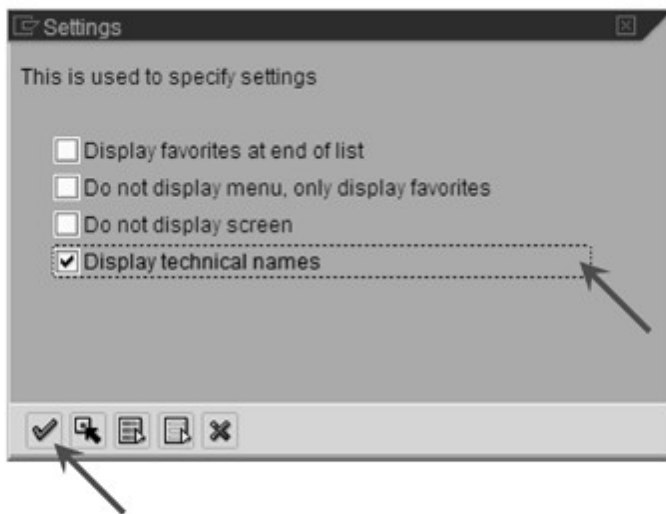 Settings
This is used to specify settings
Display favorites at end of list
Do not display menu, only display favorites
Do not display screen
Display technical names